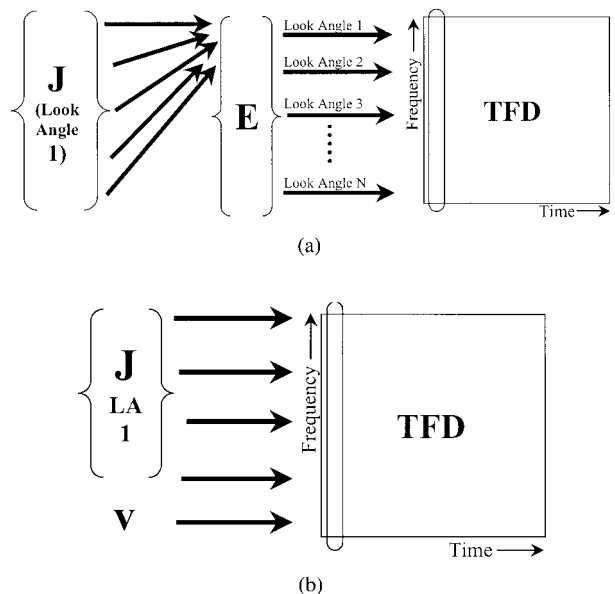 J
(Look
Angle
1)
E
Look Angle 1
Look Angle 2
Look Angle 3
Look Angle N
Frequency
TFD
Time
(a)
J
LA
1
V
Frequency
TFD
Time
(b)